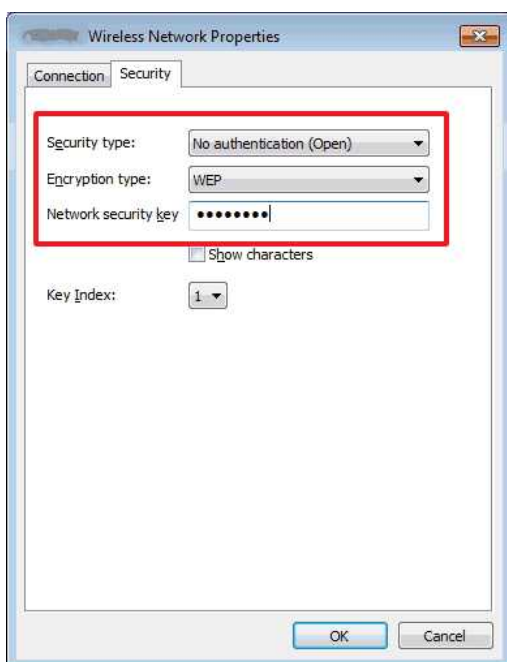 Wireless Network Properties
Connection Security
Security type: No authentication (Open)
Encryption type: WEP
Network security key ••••••••
Show characters
Key Index: 1
OK Cancel